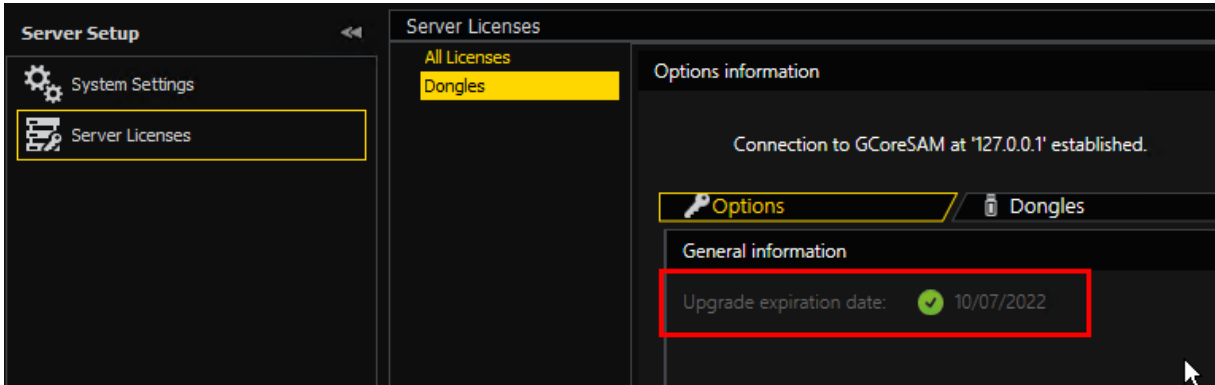 Server Setup
System Settings
Server Licenses
Server Licenses
All Licenses
Dongles
Options information
Connection to GCoreSAM at '127.0.0.1' established.
Options
Dongles
General information
Upgrade expiration date: 10/07/2022